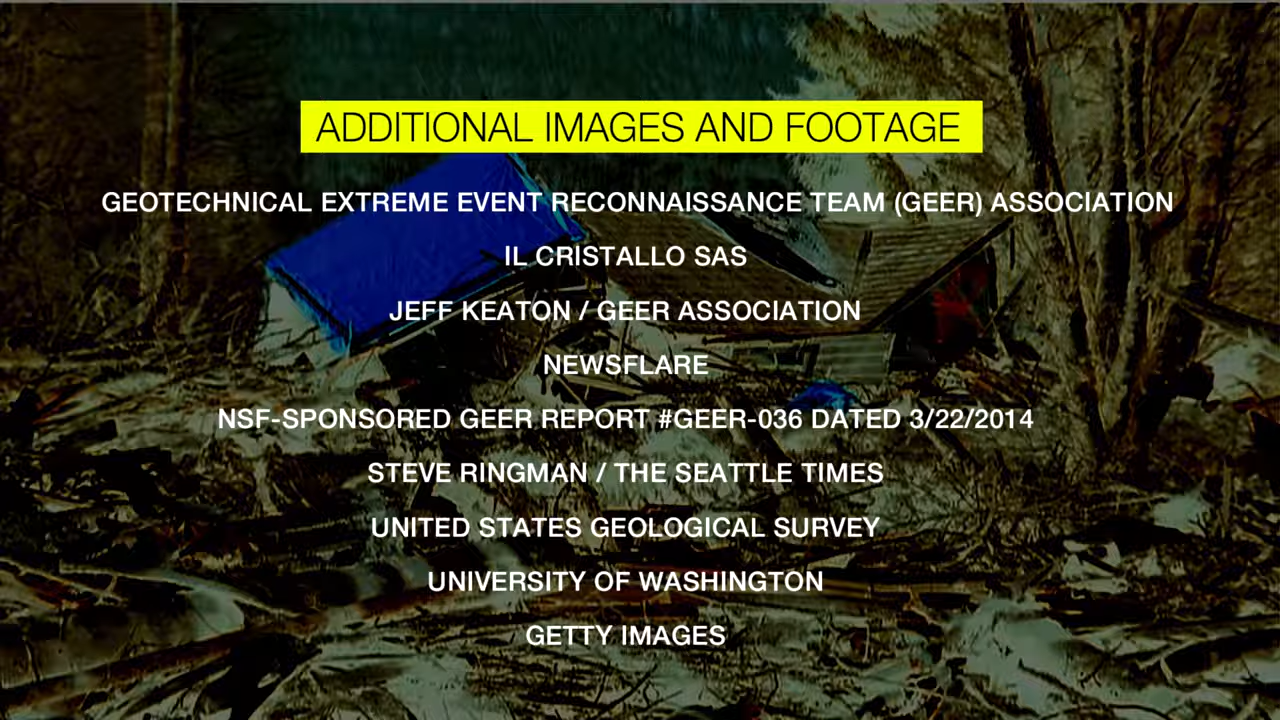 ADDITIONAL IMAGES AND FOOTAGE
GEOTECHNICAL EXTREME EVENT RECONNAISSANCE TEAM (GEER) ASSOCIATION
IL CRISTALLO SAS
JEFF KEATON / GEER ASSOCIATION
NEWSFLARE
NSF-SPONSORED GEER REPORT #GEER-036 DATED 3/22/2014
STEVE RINGMAN / THE SEATTLE TIMES
UNITED STATES GEOLOGICAL SURVEY
UNIVERSITY OF WASHINGTON
GETTY IMAGES